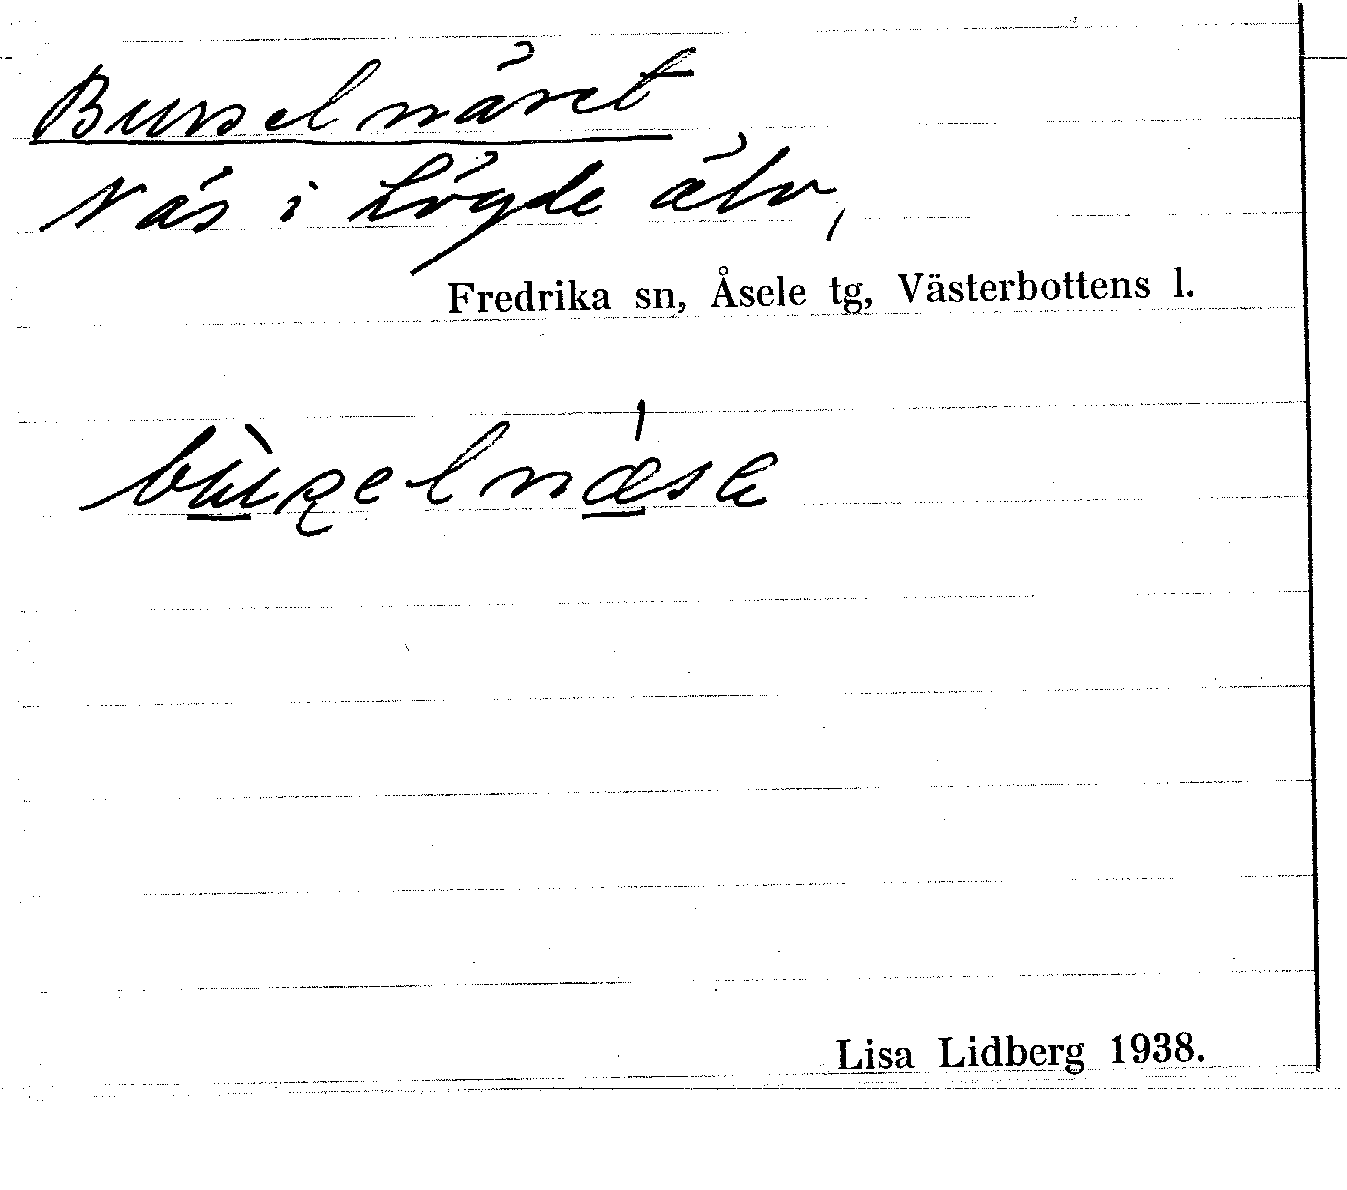 Burselnäset
Näs i Lögde älv,
Fredrika sn, Åsele tg, Västerbottens l.
Lisa Lidberg 1938.